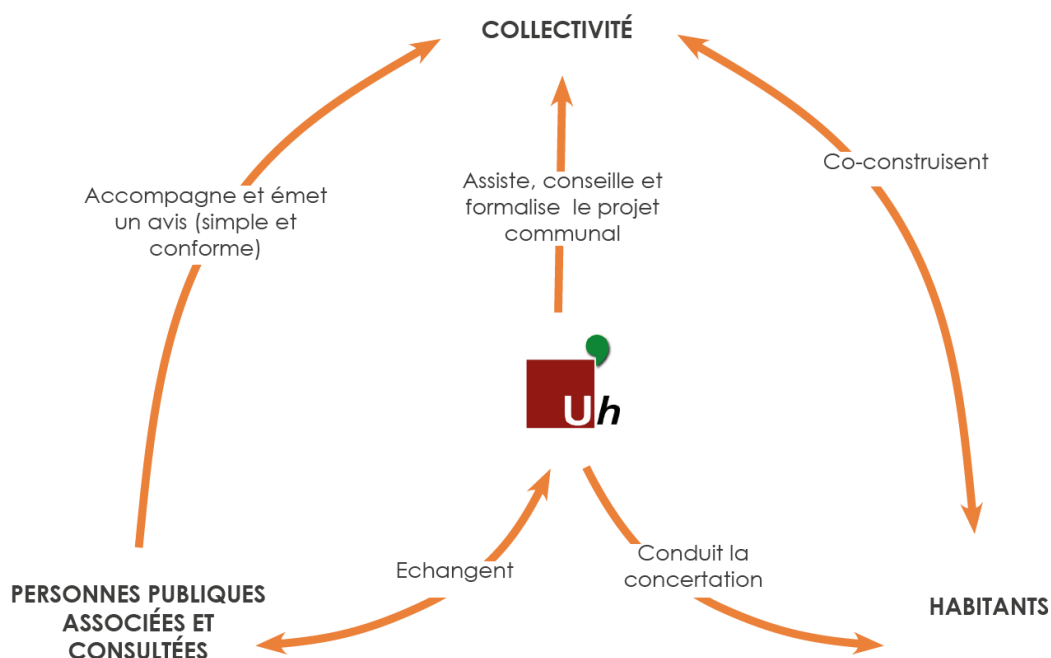 COLLECTIVITÉ
Accompagne et émet
un avis (simple et
conforme)
Assiste, conseille et
formalise le projet
communal
Co-construisent
Uh
Echangent
Conduit la
concertation
PERSONNES PUBLIQUES
ASSOCIÉES ET
CONSULTÉES
HABITANTS